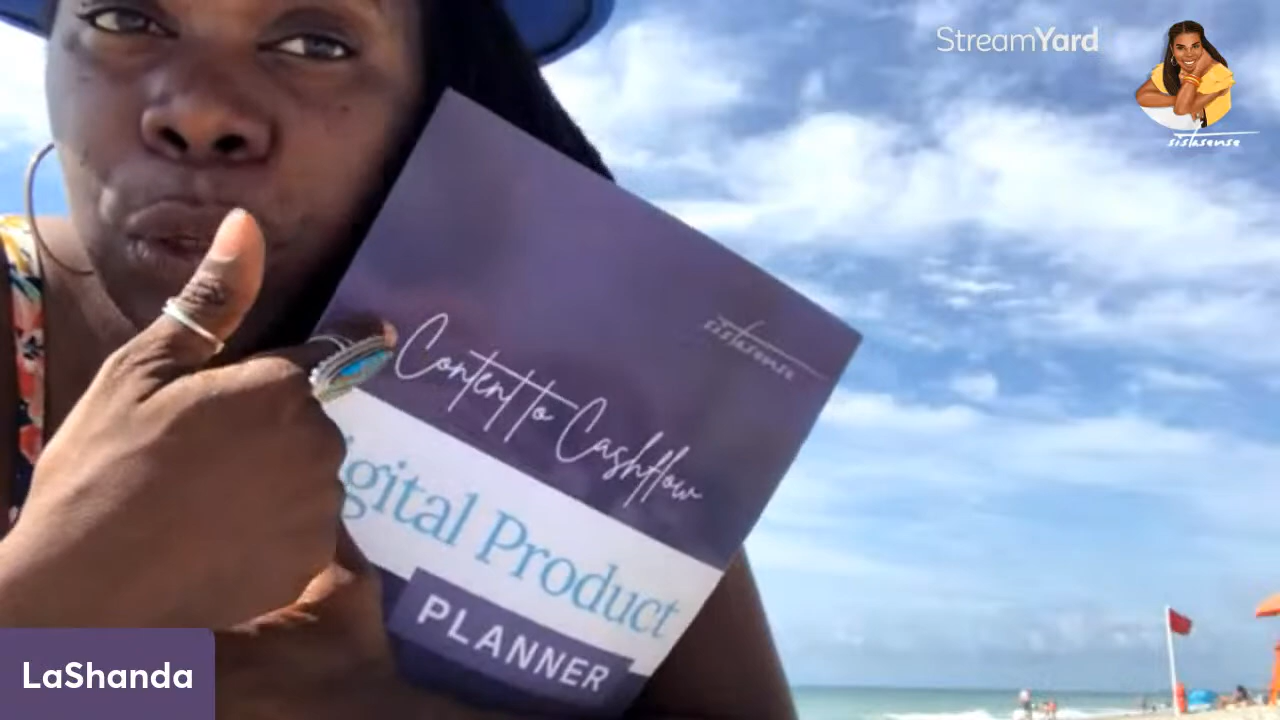 StreamYard
sistasense
sistasense
Content to Cashflow
igital Product
PLANNER
LaShanda